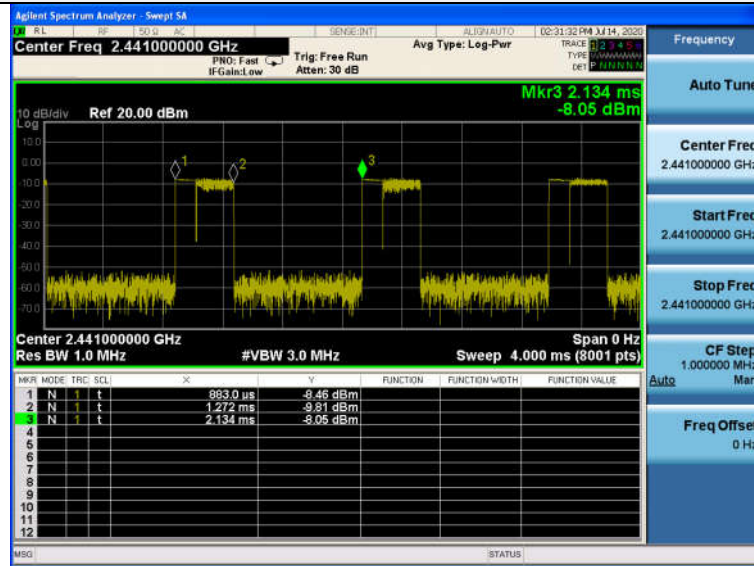 Agilent Spectrum Analyzer - Swept SA
RL RF 50 Ω AC SENSE:INT ALIGNAUTO 02:31:32 PM Jul 14, 2020
Center Freq 2.441000000 GHz
PNO: Fast
IFGain:Low
Trig: Free Run
Atten: 30 dB
Avg Type: Log-Pwr
TRACE 1 2 3 4 5 6
TYPE
DET P N N N N N
Mkr3 2.134 ms
-8.05 dBm
10 dB/div Ref 20.00 dBm
Log
10.0
0.00
-10.0
-20.0
-30.0
-40.0
-50.0
-60.0
-70.0
1
2
3
Center 2.441000000 GHz Span 0 Hz
Res BW 1.0 MHz #VBW 3.0 MHz Sweep 4.000 ms (8001 pts)
MKR MODE TRC SCL X Y FUNCTION FUNCTION WIDTH FUNCTION VALUE
1 N 1 t 883.0 µs -8.46 dBm
2 N 1 t 1.272 ms -9.81 dBm
3 N 1 t 2.134 ms -8.05 dBm
4
5
6
7
8
9
10
11
12
MSG STATUS
Frequency
Auto Tune
Center Freq
2.441000000 GHz
Start Freq
2.441000000 GHz
Stop Freq
2.441000000 GHz
CF Step
1.000000 MHz
Auto Man
Freq Offset
0 Hz